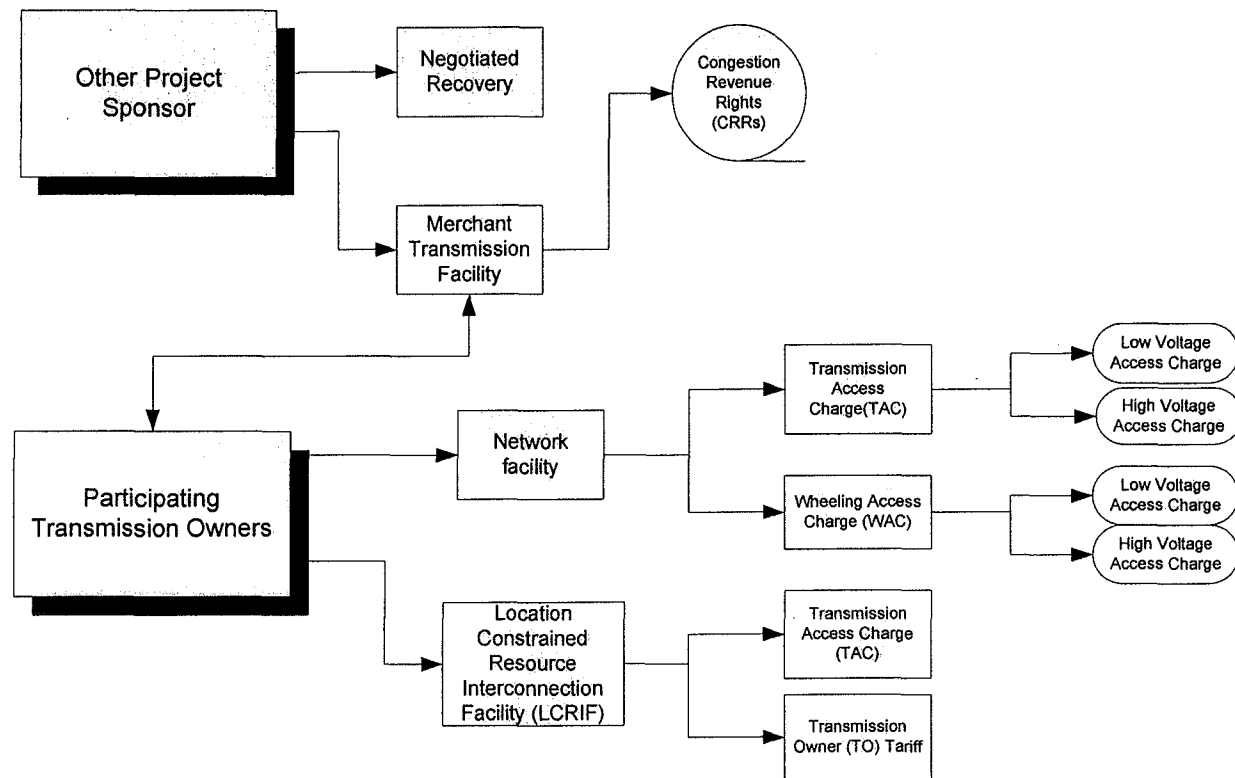 Other Project
Sponsor
Negotiated
Recovery
Congestion
Revenue
Rights
(CRRs)
Merchant
Transmission
Facility
Participating
Transmission Owners
Network
facility
Transmission
Access
Charge(TAC)
Low Voltage
Access Charge
High Voltage
Access Charge
Wheeling Access
Charge (WAC)
Low Voltage
Access Charge
High Voltage
Access Charge
Location
Constrained
Resource
Interconnection
Facility (LCRIF)
Transmission
Access Charge
(TAC)
Transmission
Owner (TO) Tariff